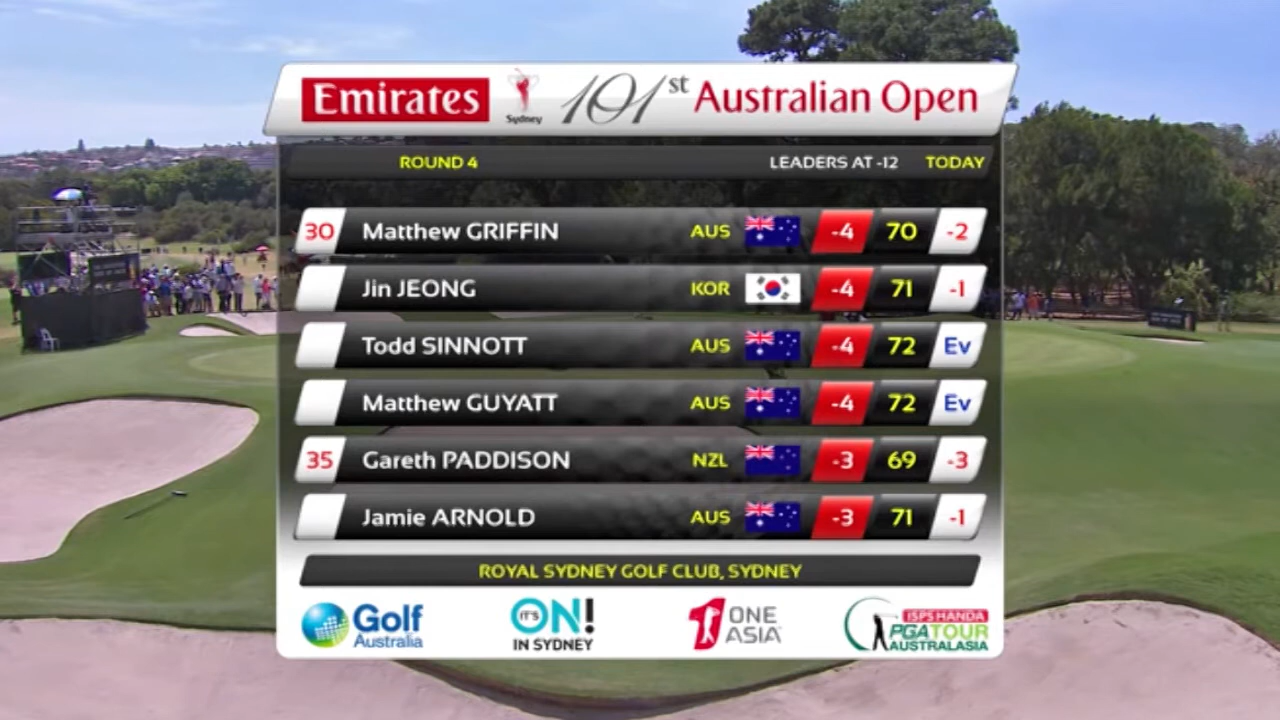 Emirates Sydney 101st Australian Open
ROUND 4 LEADERS AT -12 TODAY
30 Matthew GRIFFIN AUS -4 70 -2
Jin JEONG KOR -4 71 -1
Todd SINNOTT AUS -4 72 Ev
Matthew GUYATT AUS -4 72 Ev
35 Gareth PADDISON NZL -3 69 -3
Jamie ARNOLD AUS -3 71 -1
ROYAL SYDNEY GOLF CLUB, SYDNEY
Golf Australia
IT'S ON! IN SYDNEY
1 ONE ASIA
ISPS HANDA PGA TOUR AUSTRALASIA